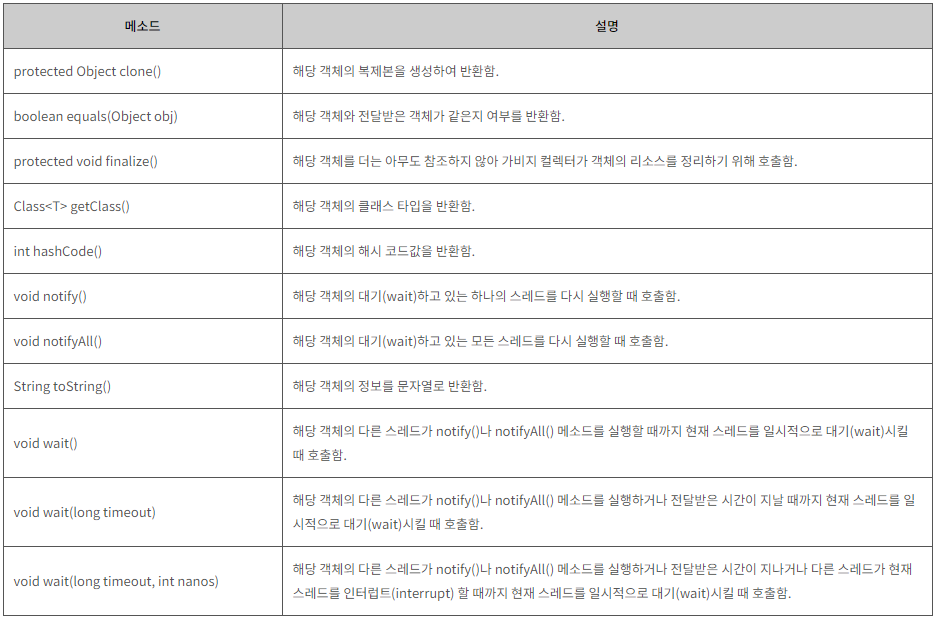 메소드 설명
protected Object clone() 해당 객체의 복제본을 생성하여 반환함.
boolean equals(Object obj) 해당 객체와 전달받은 객체가 같은지 여부를 반환함.
protected void finalize() 해당 객체를 더는 아무도 참조하지 않아 가비지 컬렉터가 객체의 리소스를 정리하기 위해 호출함.
Class<T> getClass() 해당 객체의 클래스 타입을 반환함.
int hashCode() 해당 객체의 해시 코드값을 반환함.
void notify() 해당 객체의 대기(wait)하고 있는 하나의 스레드를 다시 실행할 때 호출함.
void notifyAll() 해당 객체의 대기(wait)하고 있는 모든 스레드를 다시 실행할 때 호출함.
String toString() 해당 객체의 정보를 문자열로 반환함.
void wait() 해당 객체의 다른 스레드가 notify()나 notifyAll() 메소드를 실행할 때까지 현재 스레드를 일시적으로 대기(wait)시킬
때 호출함.
void wait(long timeout) 해당 객체의 다른 스레드가 notify()나 notifyAll() 메소드를 실행하거나 전달받은 시간이 지날 때까지 현재 스레드를 일
시적으로 대기(wait)시킬 때 호출함.
void wait(long timeout, int nanos) 해당 객체의 다른 스레드가 notify()나 notifyAll() 메소드를 실행하거나 전달받은 시간이 지나거나 다른 스레드가 현재
스레드를 인터럽트(interrupt) 할 때까지 현재 스레드를 일시적으로 대기(wait)시킬 때 호출함.